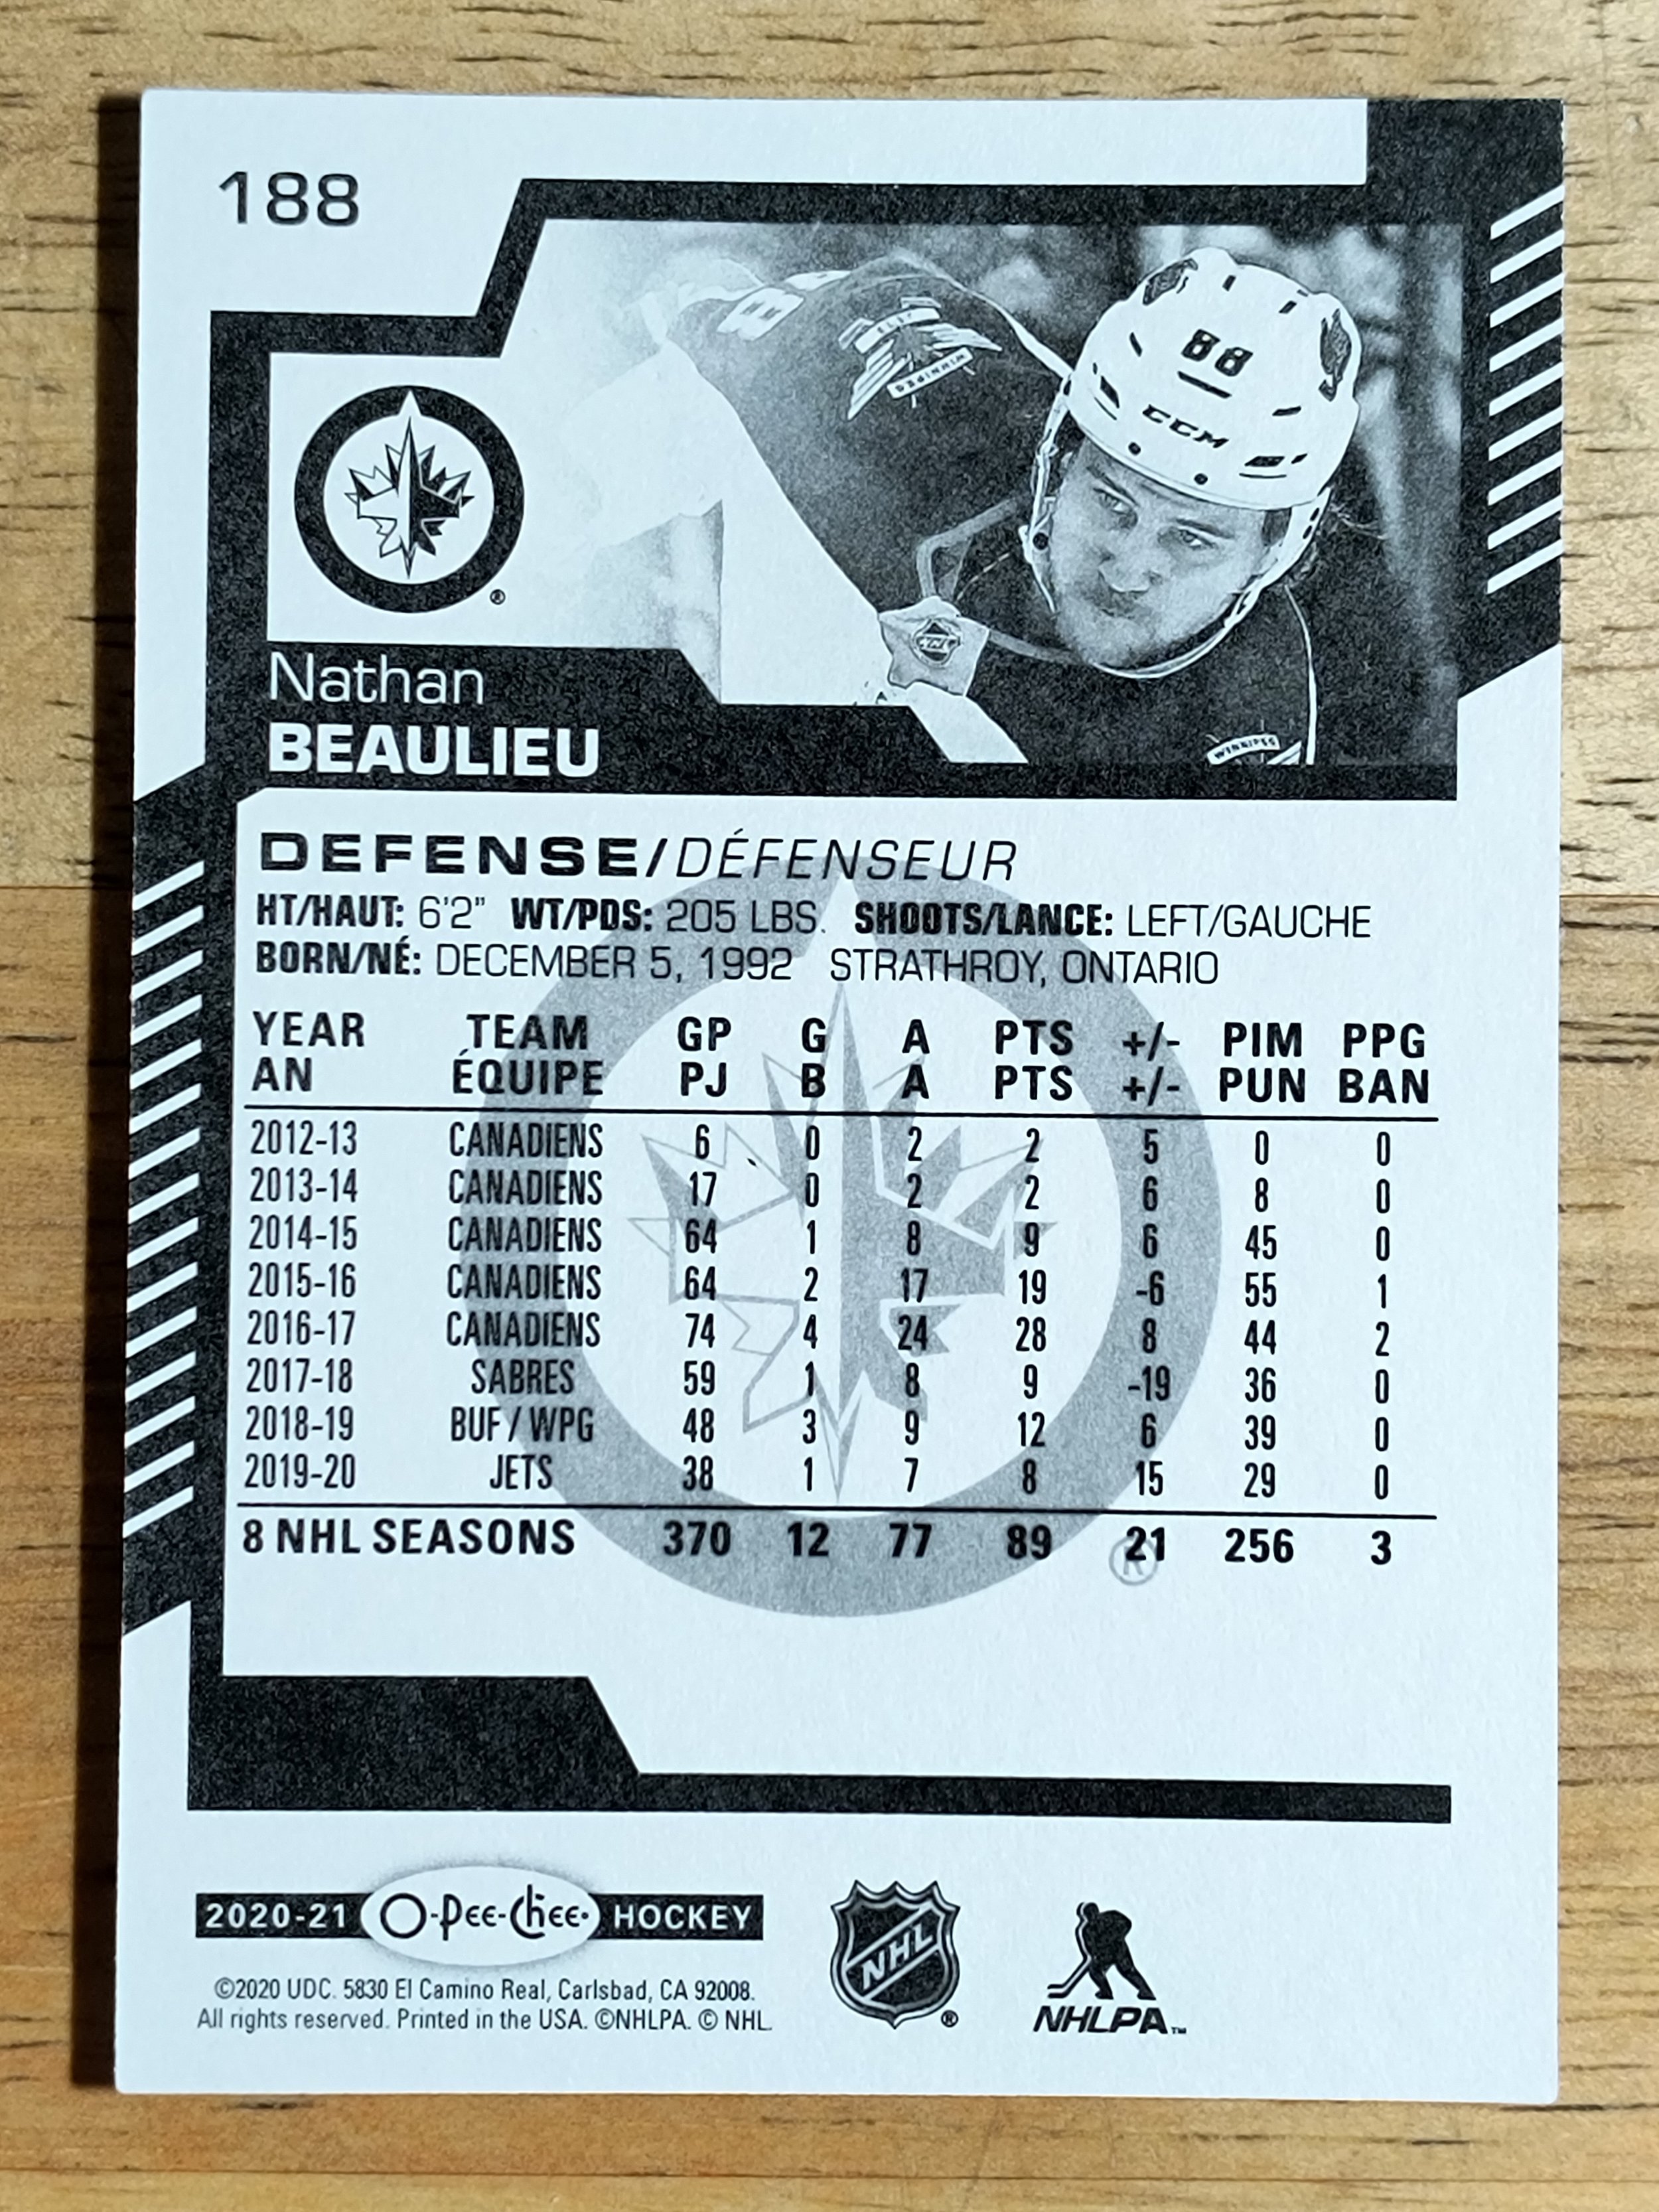 188
88
CCM
WINNIPEG
NHL
WINNIPEG
Nathan
BEAULIEU
DEFENSE/DÉFENSEUR
HT/HAUT: 6'2" WT/PDS: 205 LBS. SHOOTS/LANCE: LEFT/GAUCHE
BORN/NÉ: DECEMBER 5, 1992 STRATHROY, ONTARIO
YEAR TEAM GP G A PTS +/- PIM PPG
AN ÉQUIPE PJ B A PTS +/- PUN BAN
2012-13 CANADIENS 6 0 2 2 5 0 0
2013-14 CANADIENS 17 0 2 2 6 8 0
2014-15 CANADIENS 64 1 8 9 6 45 0
2015-16 CANADIENS 64 2 17 19 -6 55 1
2016-17 CANADIENS 74 4 24 28 8 44 2
2017-18 SABRES 59 1 8 9 -19 36 0
2018-19 BUF / WPG 48 3 9 12 6 39 0
2019-20 JETS 38 1 7 8 15 29 0
8 NHL SEASONS 370 12 77 89 21 256 3
2020-21 O-Pee-Chee HOCKEY
©2020 UDC. 5830 El Camino Real, Carlsbad, CA 92008.
All rights reserved. Printed in the USA. ©NHLPA. © NHL.
NHL ®
NHLPA™